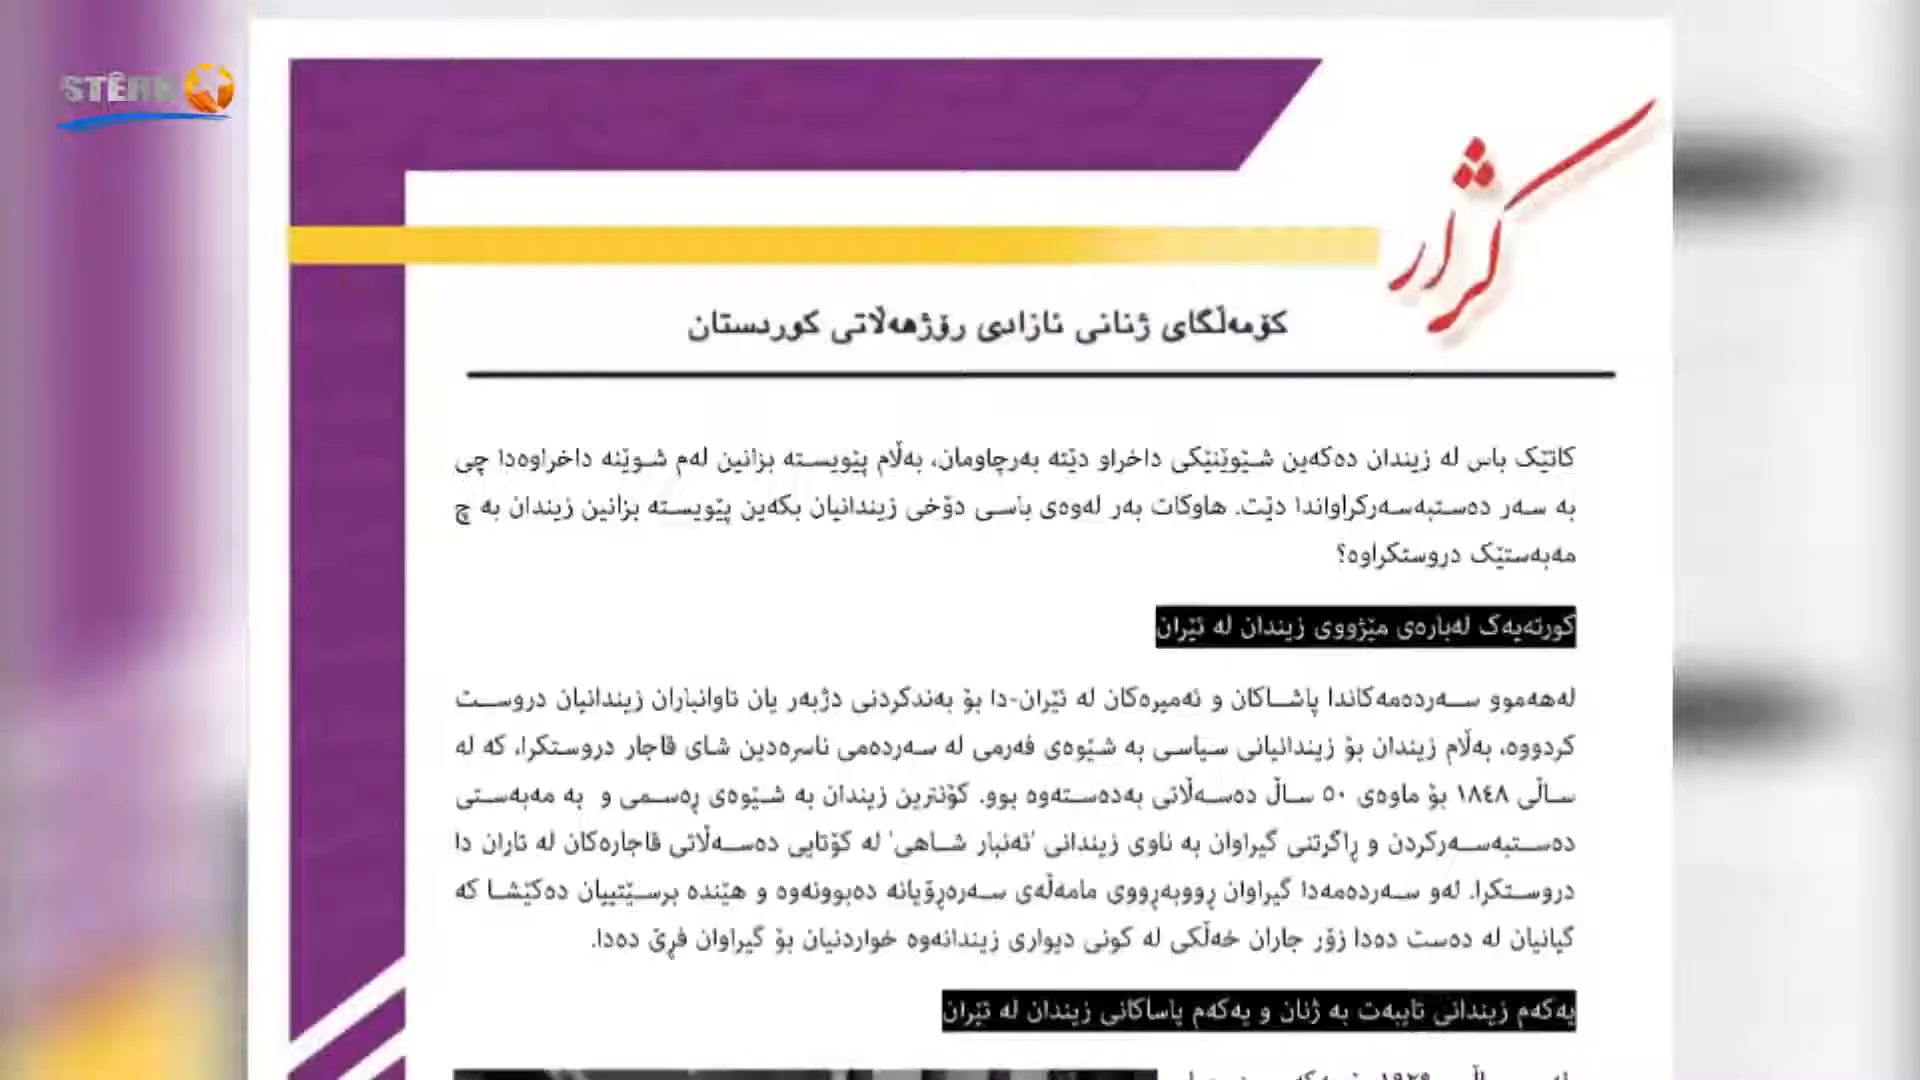 STÊRK
کژار
کۆمەڵگای ژنانی ئازادی رۆژهەڵاتی کوردستان
کاتێک باس لە زیندان دەکەین شـێوێنێکی داخراو دێتە بەرچاومان، بەڵام پێویستە بزانین لەم شوێنە داخراوەدا چی
بە سەر دەستبەسەرکراواندا دێت. هاوکات بەر لەوەی باسی دۆخی زیندانیان بکەین پێویستە بزانین زیندان بە چ
مەبەستێک دروستکراوە؟
کورتەیەک لەبارەی مێژووی زیندان لە ئێران
لەهەموو سەردەمەکاندا پاشاکان و ئەمیرەکان لە ئێران-دا بۆ بەندکردنی دژبەر یان تاوانباران زیندانیان دروست
کردووە، بەڵام زیندان بۆ زیندانیانی سیاسی بە شێوەی فەرمی لە سەردەمی ناسرەدین شای قاجار دروستکرا، کە لە
ساڵی ١٨٤٨ بۆ ماوەی ٥٠ ساڵ دەسەڵاتی بەدەستەوە بوو. کۆنترین زیندان بە شێوەی ڕەسمی و بە مەبەستی
دەستبەسەرکردن و ڕاگرتنی گیراوان بە ناوی زیندانی 'ئەنبار شاهی' لە کۆتایی دەسەڵاتی قاجارەکان لە تاران دا
دروستکرا. لەو سەردەمەدا گیراوان ڕووبەڕووی مامەڵەی سەرەڕۆیانە دەبوونەوە و هێندە برسێتییان دەکێشا کە
گیانیان لە دەست دەدا زۆر جاران خەڵکی لە کونی دیواری زیندانەوە خواردنیان بۆ گیراوان فڕێ دەدا.
یەکەم زیندانی تایبەت بە ژنان و یەکەم یاساکانی زیندان لە ئێران